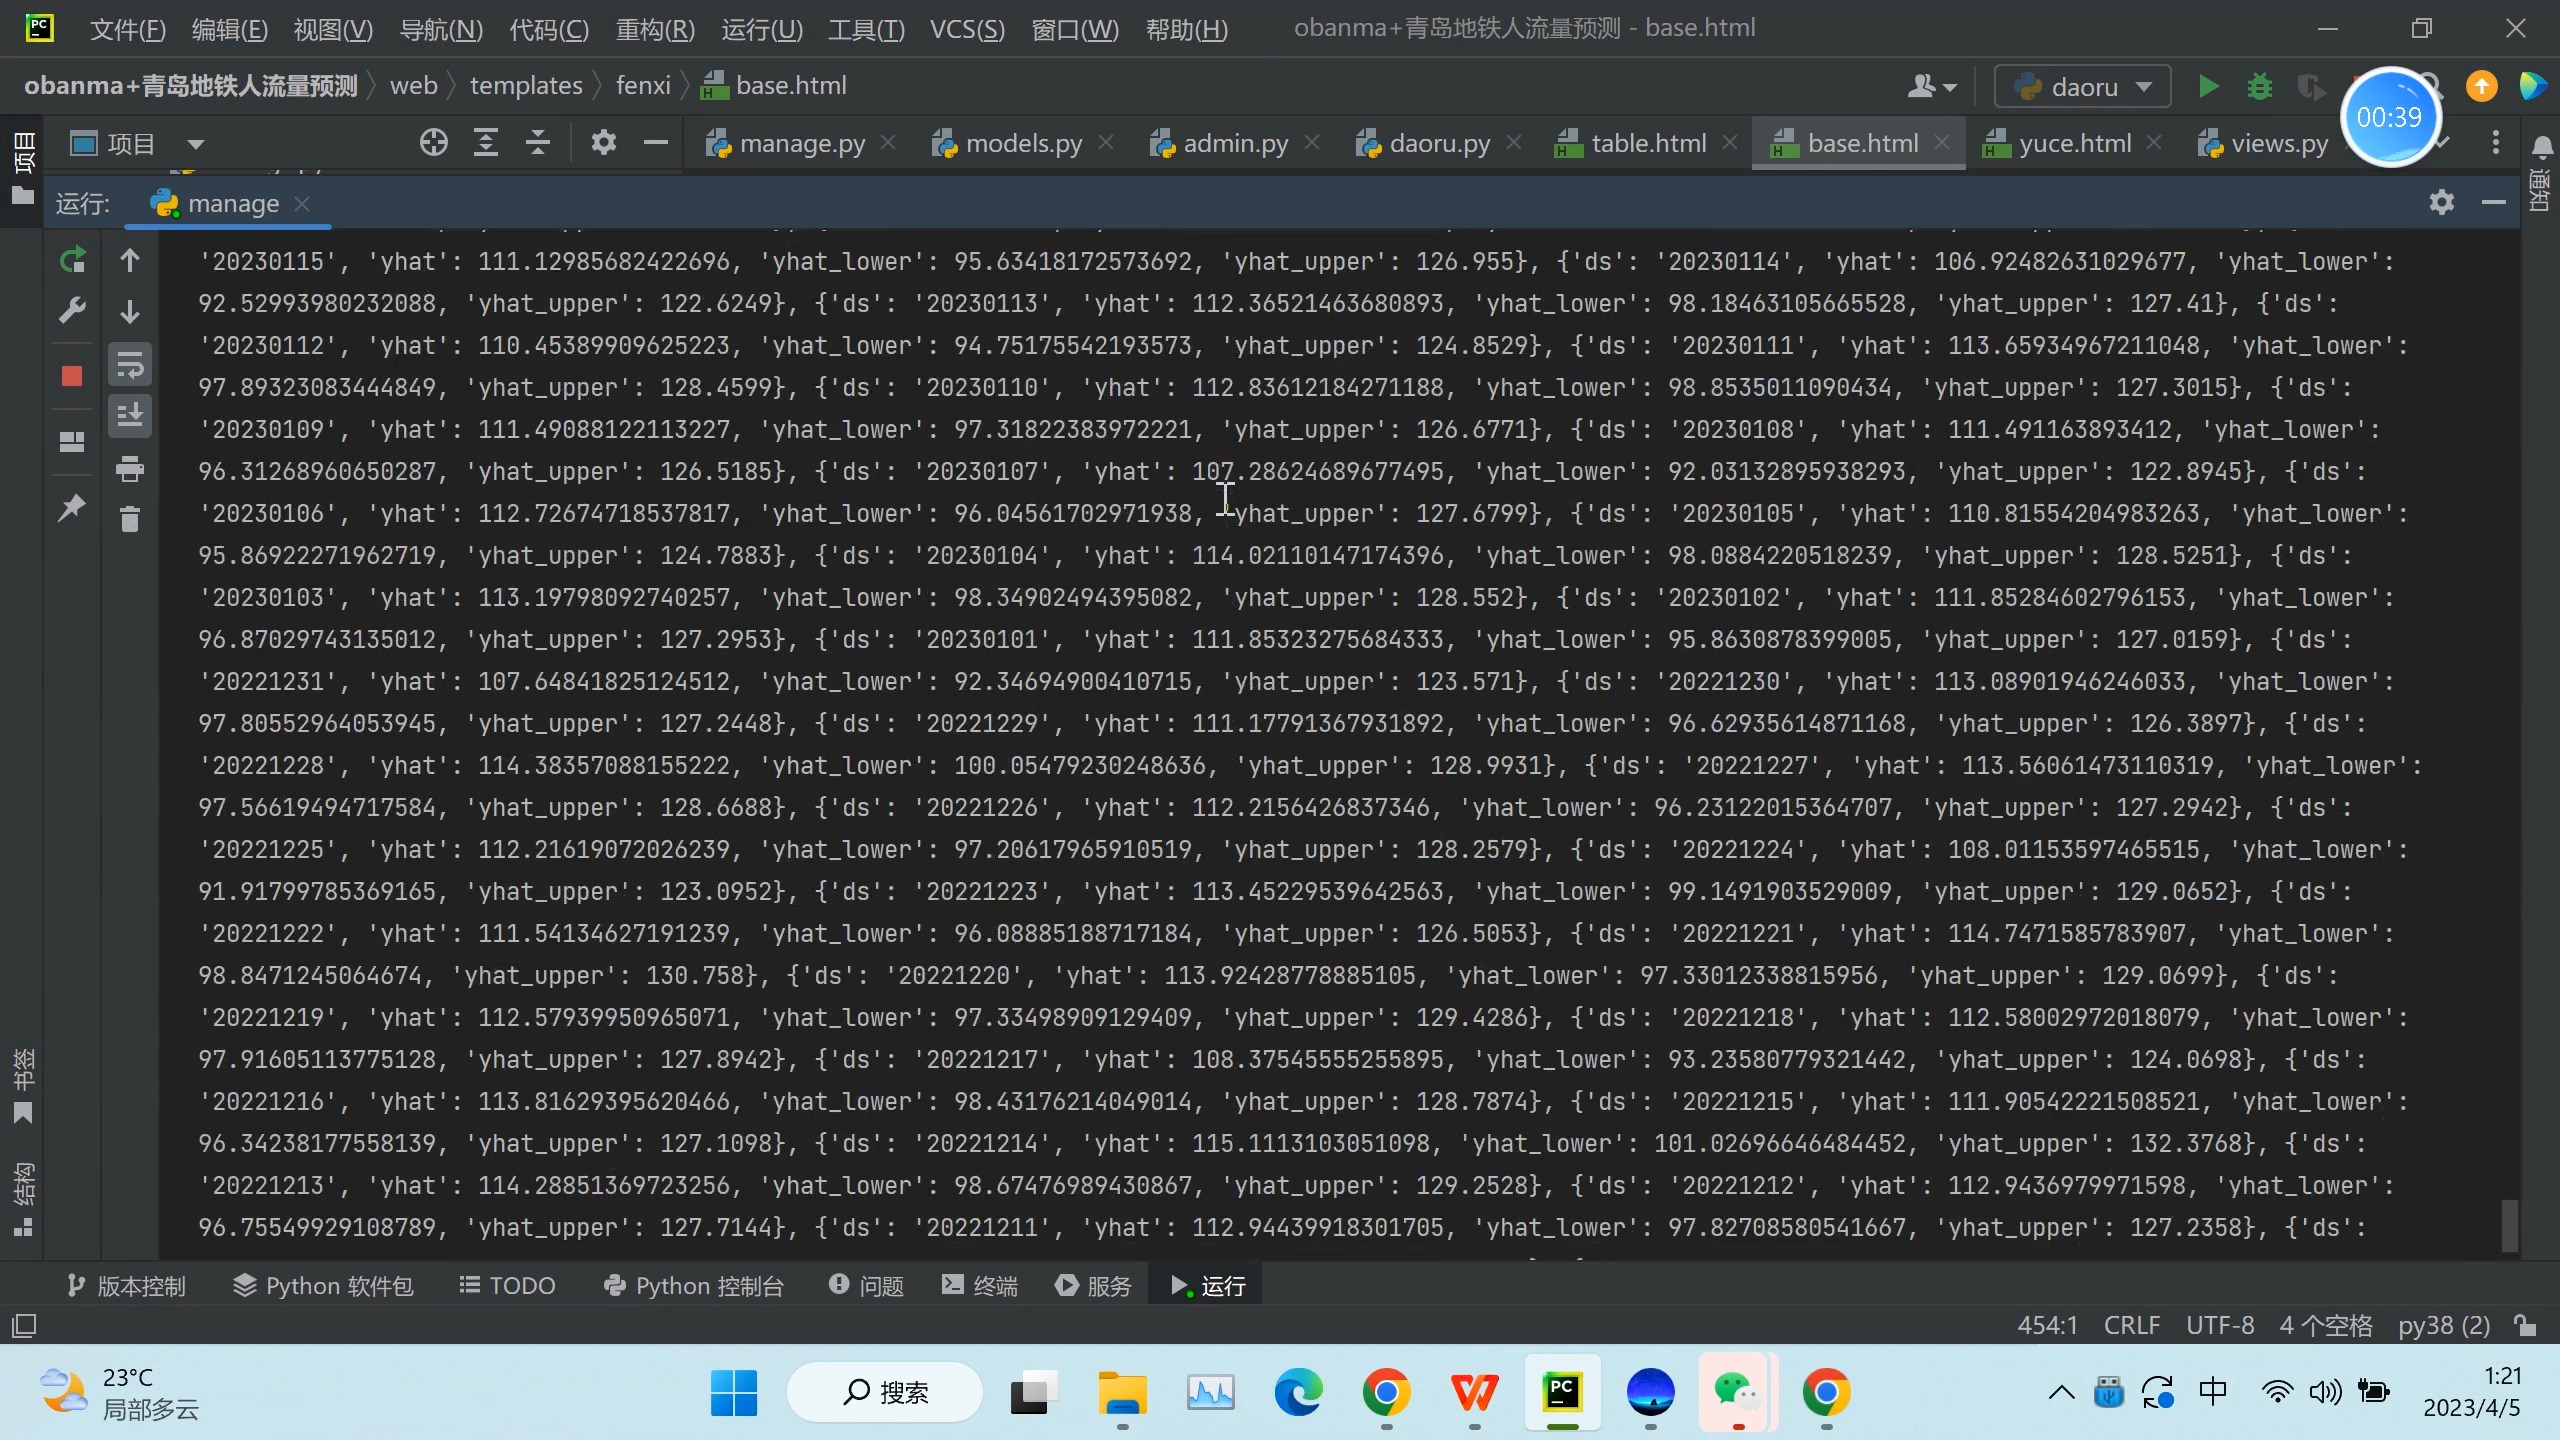 文件(F) 编辑(E) 视图(V) 导航(N) 代码(C) 重构(R) 运行(U) 工具(T) VCS(S) 窗口(W) 帮助(H) obanma+青岛地铁人流量预测 - base.html
obanma+青岛地铁人流量预测 web templates fenxi base.html daoru
00:39
项目 manage.py models.py admin.py daoru.py table.html base.html yuce.html views.py
项目
通知
运行: manage
'20230115', 'yhat': 111.12985682422696, 'yhat_lower': 95.63418172573692, 'yhat_upper': 126.955}, {'ds': '20230114', 'yhat': 106.92482631029677, 'yhat_lower':
92.52993980232088, 'yhat_upper': 122.6249}, {'ds': '20230113', 'yhat': 112.36521463680893, 'yhat_lower': 98.18463105665528, 'yhat_upper': 127.41}, {'ds':
'20230112', 'yhat': 110.45389909625223, 'yhat_lower': 94.75175542193573, 'yhat_upper': 124.8529}, {'ds': '20230111', 'yhat': 113.65934967211048, 'yhat_lower':
97.89323083444849, 'yhat_upper': 128.4599}, {'ds': '20230110', 'yhat': 112.83612184271188, 'yhat_lower': 98.8535011090434, 'yhat_upper': 127.3015}, {'ds':
'20230109', 'yhat': 111.49088122113227, 'yhat_lower': 97.31822383972221, 'yhat_upper': 126.6771}, {'ds': '20230108', 'yhat': 111.491163893412, 'yhat_lower':
96.31268960650287, 'yhat_upper': 126.5185}, {'ds': '20230107', 'yhat': 107.28624689677495, 'yhat_lower': 92.03132895938293, 'yhat_upper': 122.8945}, {'ds':
'20230106', 'yhat': 112.72674718537817, 'yhat_lower': 96.04561702971938, 'yhat_upper': 127.6799}, {'ds': '20230105', 'yhat': 110.81554204983263, 'yhat_lower':
95.86922271962719, 'yhat_upper': 124.7883}, {'ds': '20230104', 'yhat': 114.02110147174396, 'yhat_lower': 98.0884220518239, 'yhat_upper': 128.5251}, {'ds':
'20230103', 'yhat': 113.19798092740257, 'yhat_lower': 98.34902494395082, 'yhat_upper': 128.552}, {'ds': '20230102', 'yhat': 111.85284602796153, 'yhat_lower':
96.87029743135012, 'yhat_upper': 127.2953}, {'ds': '20230101', 'yhat': 111.85323275684333, 'yhat_lower': 95.8630878399005, 'yhat_upper': 127.0159}, {'ds':
'20221231', 'yhat': 107.64841825124512, 'yhat_lower': 92.34694900410715, 'yhat_upper': 123.571}, {'ds': '20221230', 'yhat': 113.08901946246033, 'yhat_lower':
97.80552964053945, 'yhat_upper': 127.2448}, {'ds': '20221229', 'yhat': 111.17791367931892, 'yhat_lower': 96.62935614871168, 'yhat_upper': 126.3897}, {'ds':
'20221228', 'yhat': 114.38357088155222, 'yhat_lower': 100.05479230248636, 'yhat_upper': 128.9931}, {'ds': '20221227', 'yhat': 113.56061473110319, 'yhat_lower':
97.56619494717584, 'yhat_upper': 128.6688}, {'ds': '20221226', 'yhat': 112.2156426837346, 'yhat_lower': 96.23122015364707, 'yhat_upper': 127.2942}, {'ds':
'20221225', 'yhat': 112.21619072026239, 'yhat_lower': 97.20617965910519, 'yhat_upper': 128.2579}, {'ds': '20221224', 'yhat': 108.01153597465515, 'yhat_lower':
91.91799785369165, 'yhat_upper': 123.0952}, {'ds': '20221223', 'yhat': 113.45229539642563, 'yhat_lower': 99.1491903529009, 'yhat_upper': 129.0652}, {'ds':
'20221222', 'yhat': 111.54134627191239, 'yhat_lower': 96.08885188717184, 'yhat_upper': 126.5053}, {'ds': '20221221', 'yhat': 114.7471585783907, 'yhat_lower':
98.8471245064674, 'yhat_upper': 130.758}, {'ds': '20221220', 'yhat': 113.92428778885105, 'yhat_lower': 97.33012338815956, 'yhat_upper': 129.0699}, {'ds':
'20221219', 'yhat': 112.57939950965071, 'yhat_lower': 97.33498909129409, 'yhat_upper': 129.4286}, {'ds': '20221218', 'yhat': 112.58002972018079, 'yhat_lower':
97.91605113775128, 'yhat_upper': 127.8942}, {'ds': '20221217', 'yhat': 108.37545555255895, 'yhat_lower': 93.23580779321442, 'yhat_upper': 124.0698}, {'ds':
'20221216', 'yhat': 113.81629395620466, 'yhat_lower': 98.43176214049014, 'yhat_upper': 128.7874}, {'ds': '20221215', 'yhat': 111.90542221508521, 'yhat_lower':
96.34238177558139, 'yhat_upper': 127.1098}, {'ds': '20221214', 'yhat': 115.1113103051098, 'yhat_lower': 101.02696646484452, 'yhat_upper': 132.3768}, {'ds':
'20221213', 'yhat': 114.28851369723256, 'yhat_lower': 98.67476989430867, 'yhat_upper': 129.2528}, {'ds': '20221212', 'yhat': 112.9436979971598, 'yhat_lower':
96.75549929108789, 'yhat_upper': 127.7144}, {'ds': '20221211', 'yhat': 112.94439918301705, 'yhat_lower': 97.82708580541667, 'yhat_upper': 127.2358}, {'ds':
书签
结构
版本控制 Python 软件包 TODO Python 控制台 问题 终端 服务 运行
454:1 CRLF UTF-8 4 个空格 py38 (2)
23°C
局部多云
搜索
中
1:21
2023/4/5